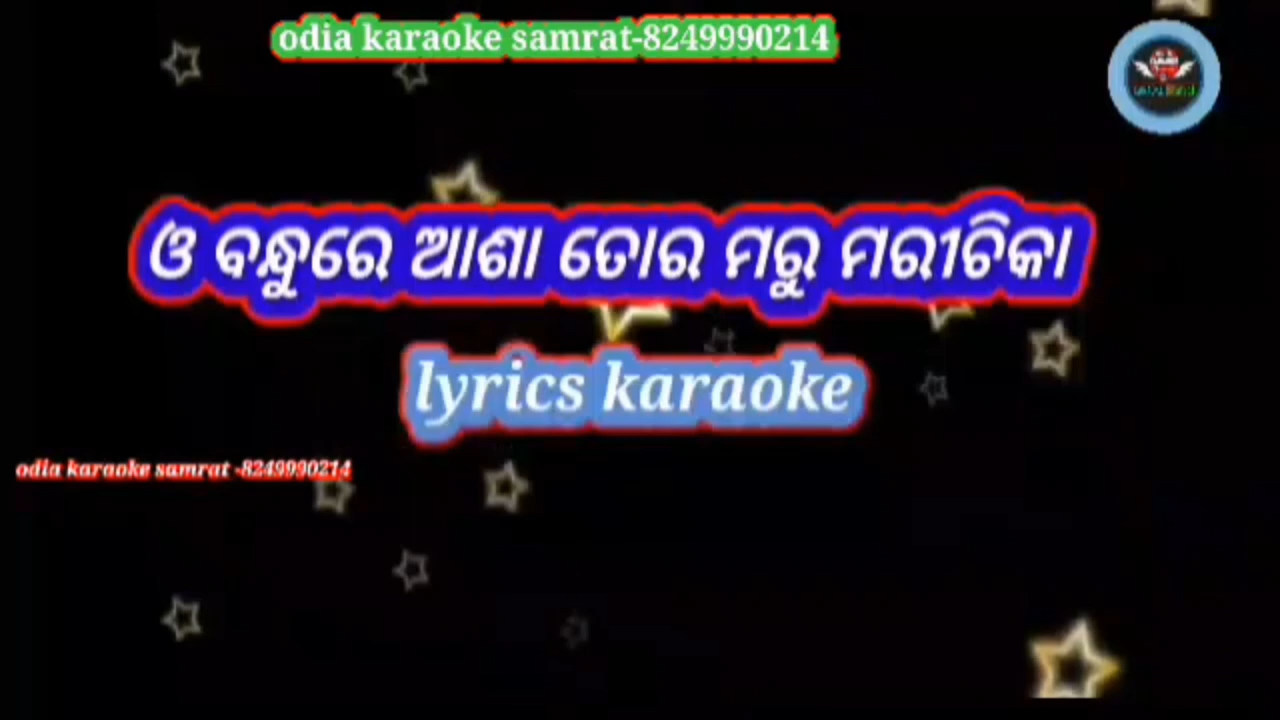 odia karaoke samrat-8249990214
ଓ ବନ୍ଧୁରେ ଆଶା ତୋର ମରୁ ମରୀଚିକା
lyrics karaoke
odia karaoke samrat -8249990214